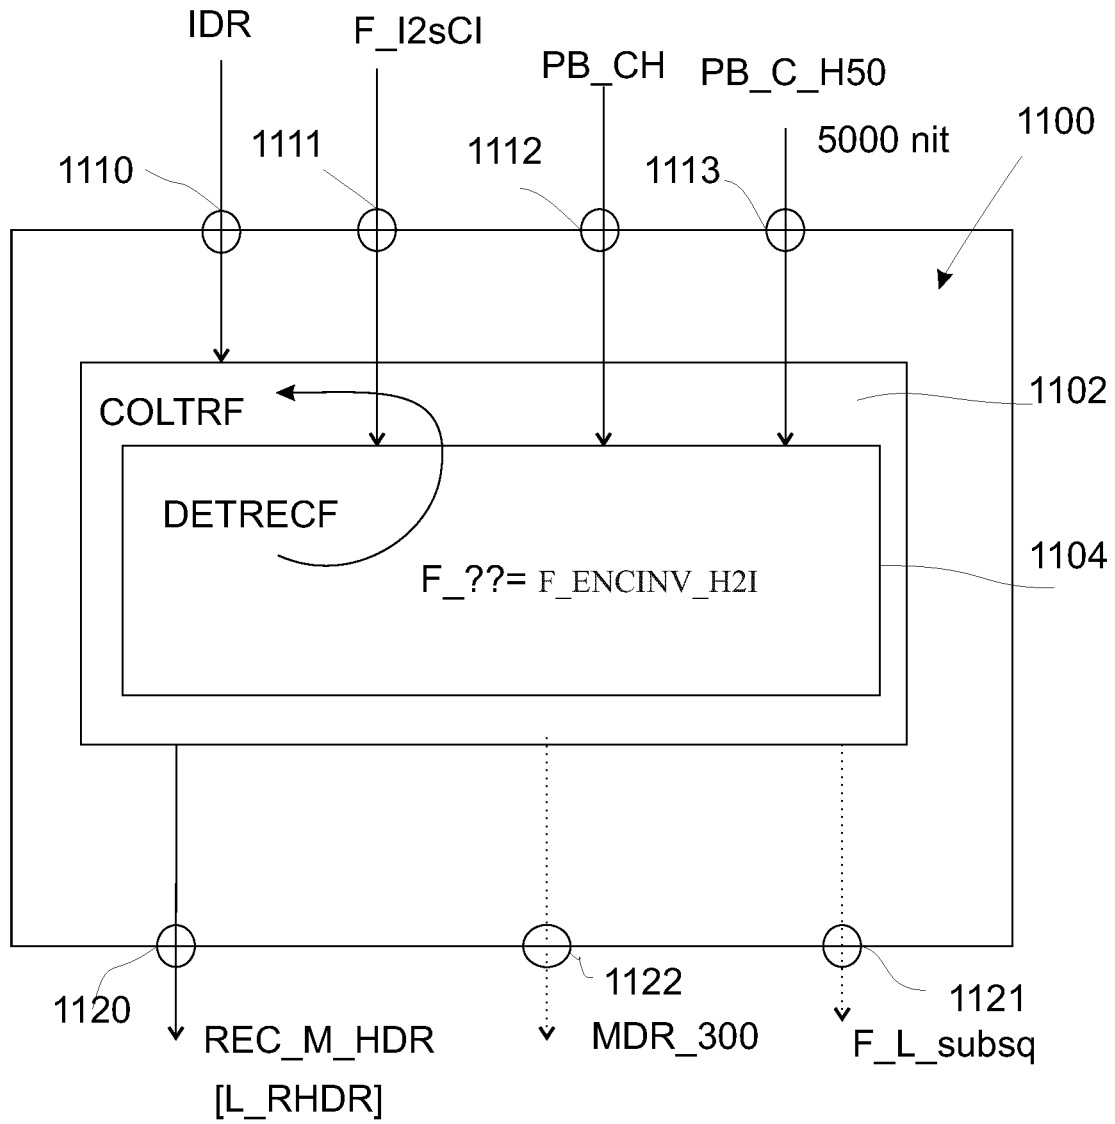 IDR
F_I2sCI
PB_CH
PB_C_H50
5000 nit
1100
1110
1111
1112
1113
COLTRF
1102
DETRECF
1104
F_??= F_ENCINV_H2I
1120
1122
1121
REC_M_HDR
[L_RHDR]
MDR_300
F_L_subsq